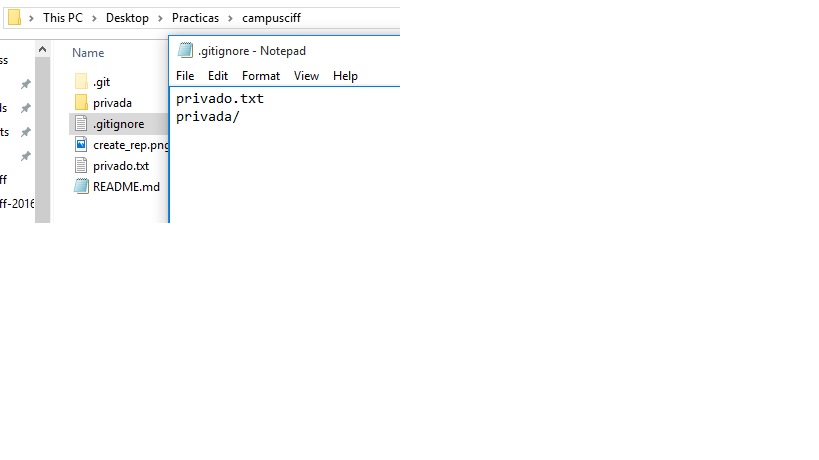 This PC > Desktop > Practicas > campusciff
.gitignore - Notepad
File Edit Format View Help
privado.txt
privada/
Name
.git
privada
.gitignore
create_rep.png
privado.txt
README.md
ss
ls
ts
ff
ff-2016